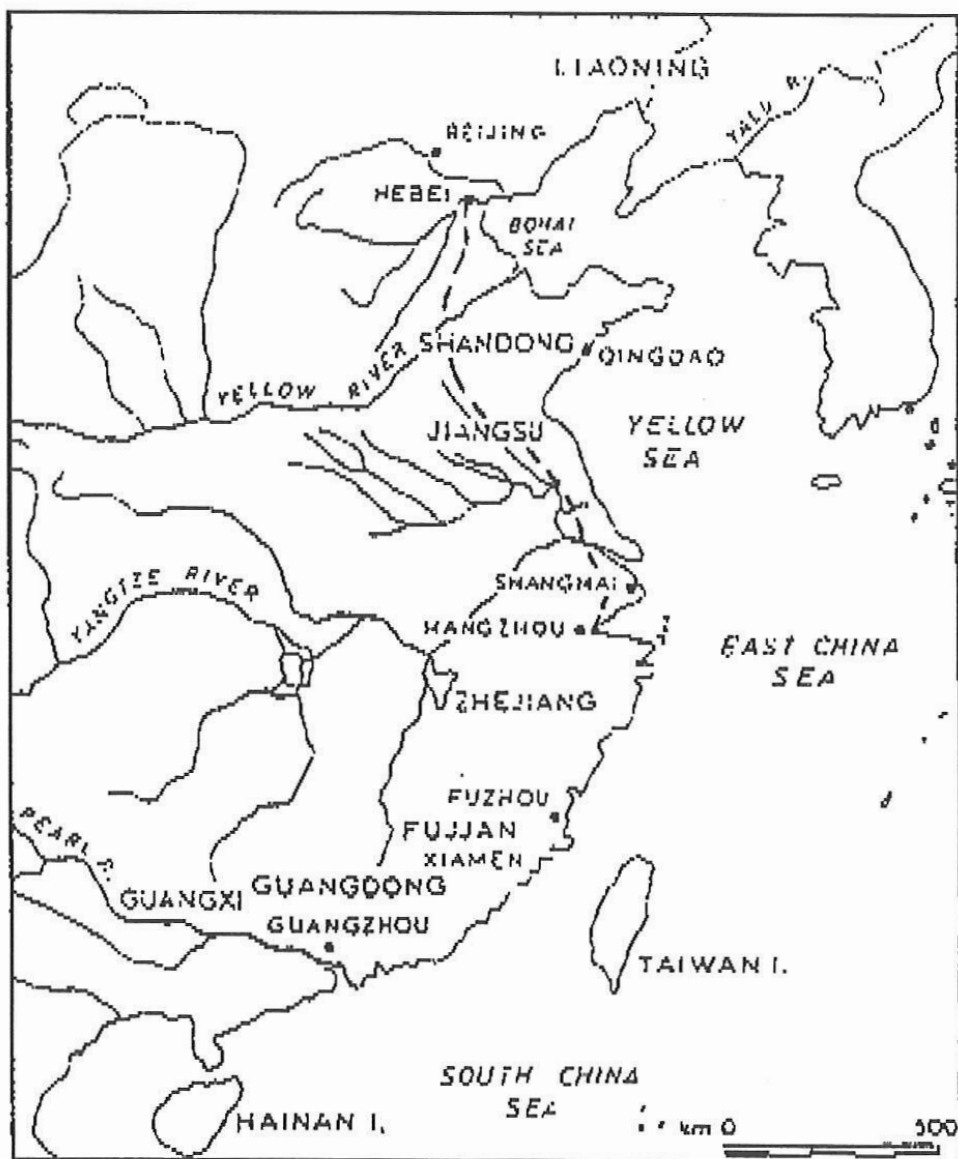 LIAONING
YALU R.
BEIJING
HEBEI
BOHAI
SEA
SHANDONG
QINGDAO
YELLOW RIVER
JIANGSU
YELLOW
SEA
SHANGHAI
YANGTZE RIVER
HANGZHOU
EAST CHINA
SEA
ZHEJIANG
FUZHOU
FUJIAN
XIAMEN
PEARL R.
GUANGDONG
GUANGXI
GUANGZHOU
TAIWAN I.
SOUTH CHINA
SEA
HAINAN I.
km 0 500